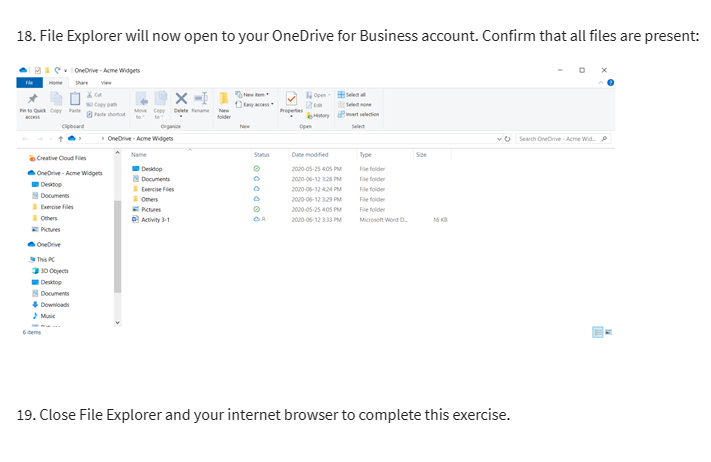 18. File Explorer will now open to your OneDrive for Business account. Confirm that all files are present:
OneDrive - Acme Widgets
File Home Share View
Pin to Quick access
Copy
Paste
Cut
Copy path
Paste shortcut
Clipboard
Move to
Copy to
Delete
Rename
Organize
New folder
New item
Easy access
New
Properties
Open
Edit
History
Open
Select all
Select none
Invert selection
Select
OneDrive - Acme Widgets
Search OneDrive - Acme Wid...
Creative Cloud Files
OneDrive - Acme Widgets
Desktop
Documents
Exercise Files
Others
Pictures
OneDrive
This PC
3D Objects
Desktop
Documents
Downloads
Music
Name Status Date modified Type Size
Desktop 2020-05-25 4:05 PM File folder
Documents 2020-06-12 3:28 PM File folder
Exercise Files 2020-06-12 4:24 PM File folder
Others 2020-06-12 3:29 PM File folder
Pictures 2020-05-25 4:05 PM File folder
Activity 3-1 2020-06-12 3:33 PM Microsoft Word D... 16 KB
6 items
19. Close File Explorer and your internet browser to complete this exercise.